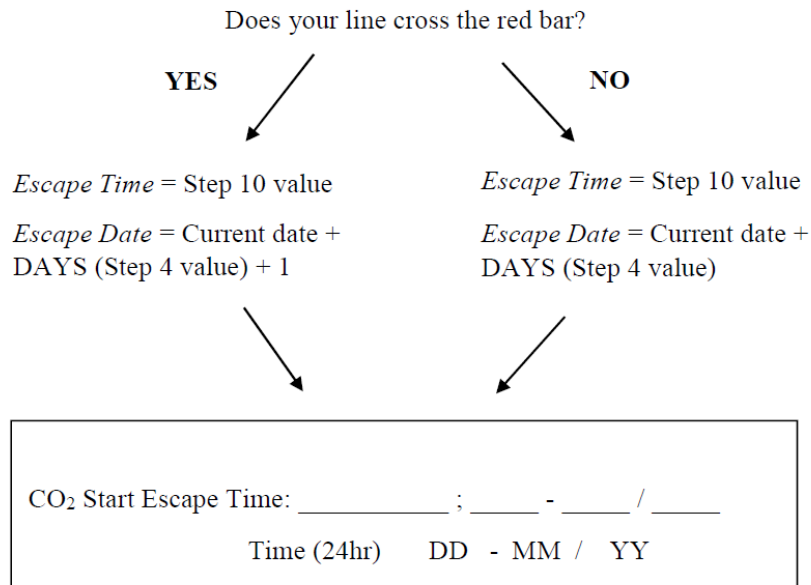 Does your line cross the red bar?
YES
NO
Escape Time = Step 10 value
Escape Date = Current date +
DAYS (Step 4 value) + 1
Escape Time = Step 10 value
Escape Date = Current date +
DAYS (Step 4 value)
CO₂ Start Escape Time: ___________ ; _____ - _____ / _____
Time (24hr) DD - MM / YY